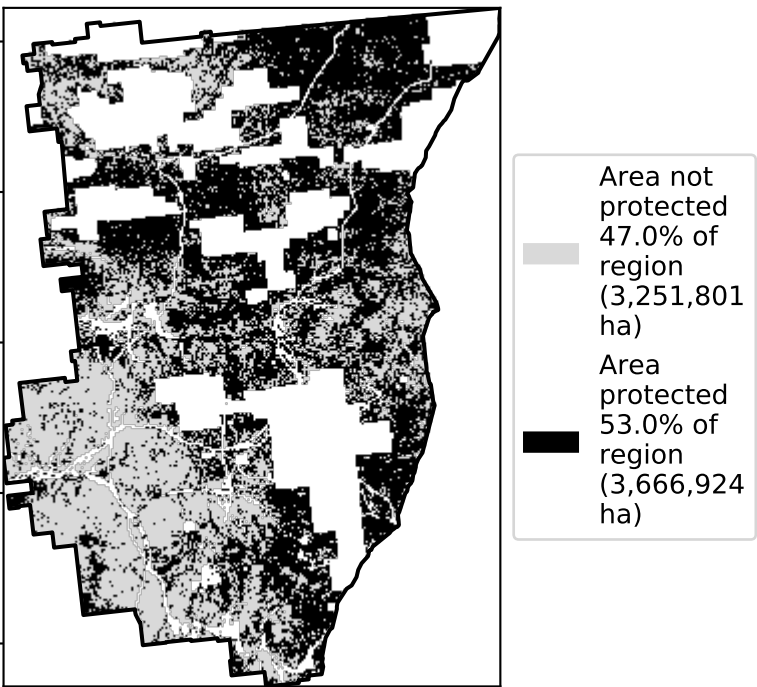 Area not
protected
47.0% of
region
(3,251,801
ha)
Area
protected
53.0% of
region
(3,666,924
ha)